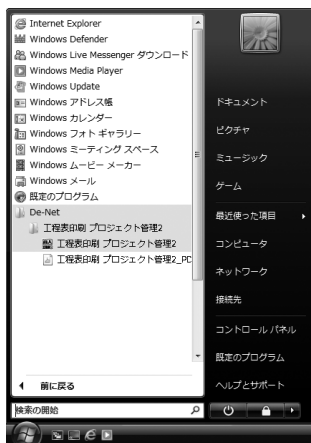 Internet Explorer
Windows Defender
Windows Live Messenger ダウンロード
Windows Media Player
Windows Update
Windows アドレス帳
Windows カレンダー
Windows フォト ギャラリー
Windows ミーティング スペース
Windows ムービー メーカー
Windows メール
既定のプログラム
De-Net
工程表印刷 プロジェクト管理2
工程表印刷 プロジェクト管理2
工程表印刷 プロジェクト管理2_PD
前に戻る
検索の開始
ドキュメント
ピクチャ
ミュージック
ゲーム
最近使った項目
コンピュータ
ネットワーク
接続先
コントロール パネル
既定のプログラム
ヘルプとサポート